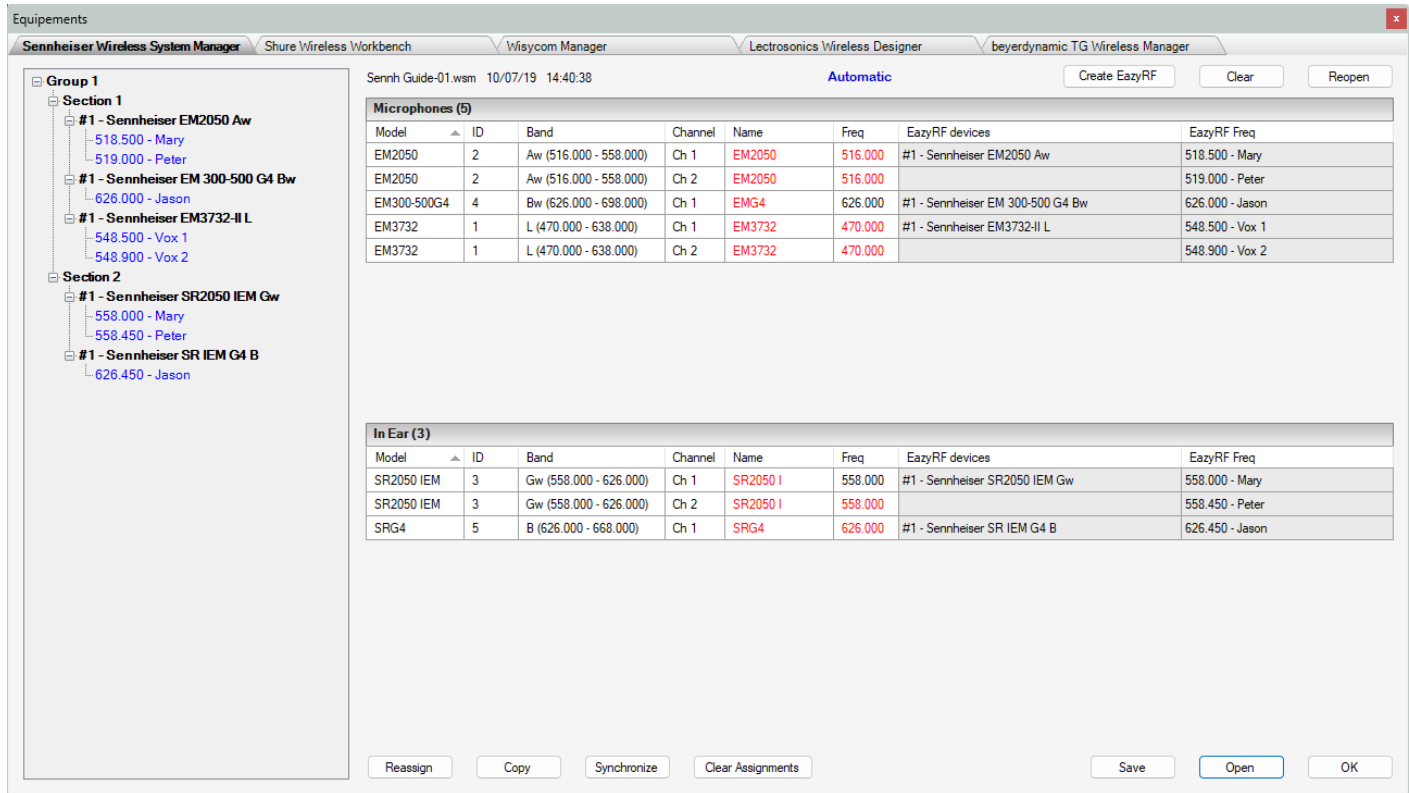 Equipements
x
Sennheiser Wireless System Manager Shure Wireless Workbench Wisycom Manager Lectrosonics Wireless Designer beyerdynamic TG Wireless Manager
Group 1
Section 1
#1 - Sennheiser EM2050 Aw
518.500 - Mary
519.000 - Peter
#1 - Sennheiser EM 300-500 G4 Bw
626.000 - Jason
#1 - Sennheiser EM3732-II L
548.500 - Vox 1
548.900 - Vox 2
Section 2
#1 - Sennheiser SR2050 IEM Gw
558.000 - Mary
558.450 - Peter
#1 - Sennheiser SR IEM G4 B
626.450 - Jason
Sennh Guide-01.wsm 10/07/19 14:40:38 Automatic Create EazyRF Clear Reopen
Microphones (5)
Model ID Band Channel Name Freq EazyRF devices EazyRF Freq
EM2050 2 Aw (516.000 - 558.000) Ch 1 EM2050 516.000 #1 - Sennheiser EM2050 Aw 518.500 - Mary
EM2050 2 Aw (516.000 - 558.000) Ch 2 EM2050 516.000 519.000 - Peter
EM300-500G4 4 Bw (626.000 - 698.000) Ch 1 EMG4 626.000 #1 - Sennheiser EM 300-500 G4 Bw 626.000 - Jason
EM3732 1 L (470.000 - 638.000) Ch 1 EM3732 470.000 #1 - Sennheiser EM3732-II L 548.500 - Vox 1
EM3732 1 L (470.000 - 638.000) Ch 2 EM3732 470.000 548.900 - Vox 2
In Ear (3)
Model ID Band Channel Name Freq EazyRF devices EazyRF Freq
SR2050 IEM 3 Gw (558.000 - 626.000) Ch 1 SR2050 I 558.000 #1 - Sennheiser SR2050 IEM Gw 558.000 - Mary
SR2050 IEM 3 Gw (558.000 - 626.000) Ch 2 SR2050 I 558.000 558.450 - Peter
SRG4 5 B (626.000 - 668.000) Ch 1 SRG4 626.000 #1 - Sennheiser SR IEM G4 B 626.450 - Jason
Reassign Copy Synchronize Clear Assignments Save Open OK